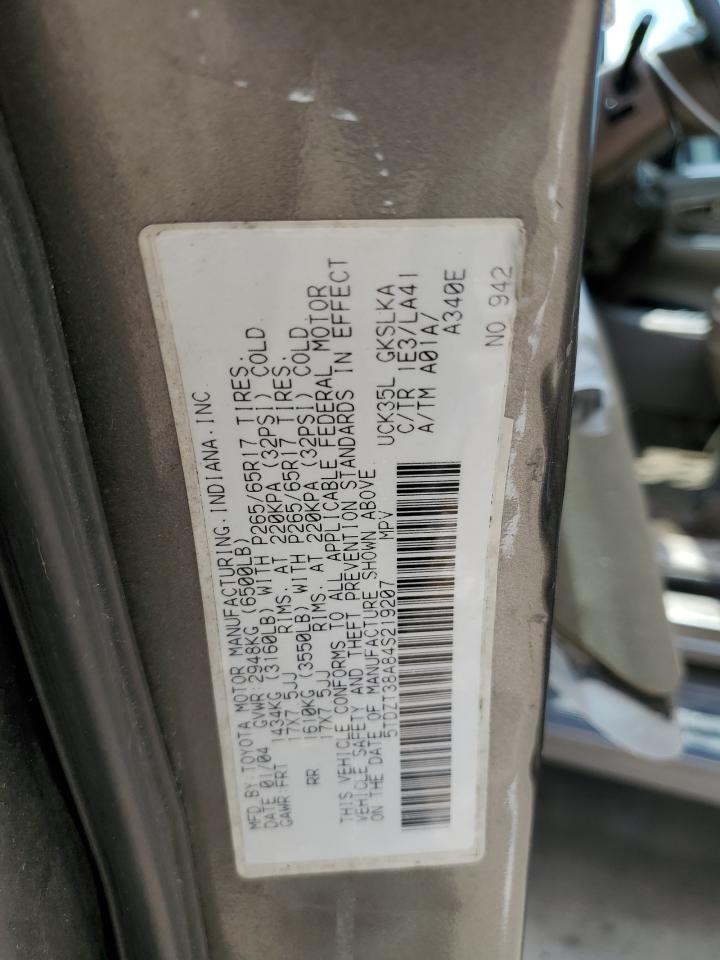 MFD BY: TOYOTA MOTOR MANUFACTURING, INDIANA, INC
DATE 01/04 GVWR: 2948KG (6500LB)
GAWR: FRT 1434KG (3160LB) WITH P265/65R17 TIRES.
17X7.5JJ RIMS, AT 220KPA (32PSI) COLD
RR 1610KG (3550LB) WITH P265/65R17 TIRES.
17X7.5JJ RIMS, AT 220KPA (32PSI) COLD
THIS VEHICLE CONFORMS TO ALL APPLICABLE FEDERAL MOTOR
VEHICLE SAFETY AND THEFT PREVENTION STANDARDS IN EFFECT
ON THE DATE OF MANUFACTURE SHOWN ABOVE.
5TDZT38A84S219207 MPV
UCK35L GKSLKA
C/TR 1E3/LA41
A/TM A01A/
A340E
NO 942